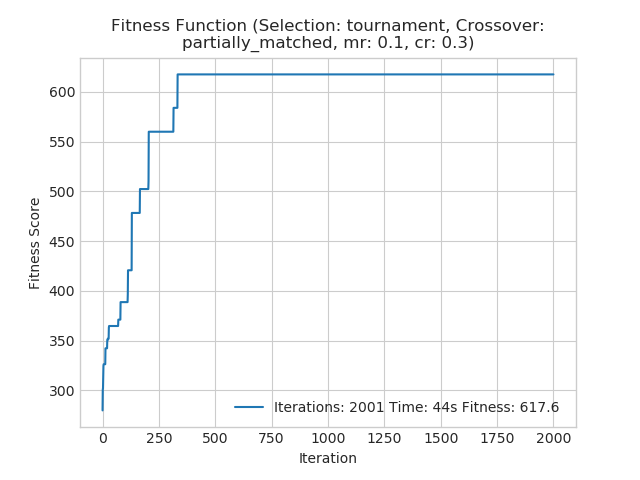 Fitness Function (Selection: tournament, Crossover:
partially_matched, mr: 0.1, cr: 0.3)
Fitness Score
600
550
500
450
400
350
300
Iterations: 2001 Time: 44s Fitness: 617.6
0 250 500 750 1000 1250 1500 1750 2000
Iteration